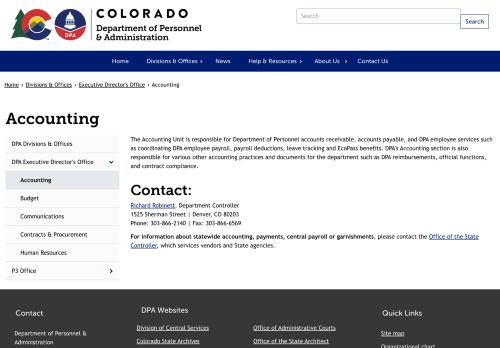 COLORADO
Department of Personnel
& Administration
DPA
Search
Search
Home
Divisions & Offices ›
News
Help & Resources ›
About Us ›
Contact Us
Home › Divisions & Offices › Executive Director's Office › Accounting
Accounting
DPA Divisions & Offices
DPA Executive Director's Office
Accounting
Budget
Communications
Contracts & Procurement
Human Resources
P3 Office
The Accounting Unit is responsible for Department of Personnel accounts receivable, accounts payable, and DPA employee services such
as coordinating DPA employee payroll, payroll deductions, leave tracking and EcoPass benefits. DPA's Accounting section is also
responsible for various other accounting practices and documents for the department such as DPA reimbursements, official functions,
and contract compliance.
Contact:
Richard Robinett, Department Controller
1525 Sherman Street | Denver, CO 80203
Phone: 303-866-2140 | Fax: 303-866-6569
For information about statewide accounting, payments, central payroll or garnishments, please contact the Office of the State
Controller, which services vendors and State agencies.
Contact
Department of Personnel &
Administration
DPA Websites
Division of Central Services
Colorado State Archives
Office of Administrative Courts
Office of the State Architect
Quick Links
Site map
Organizational chart